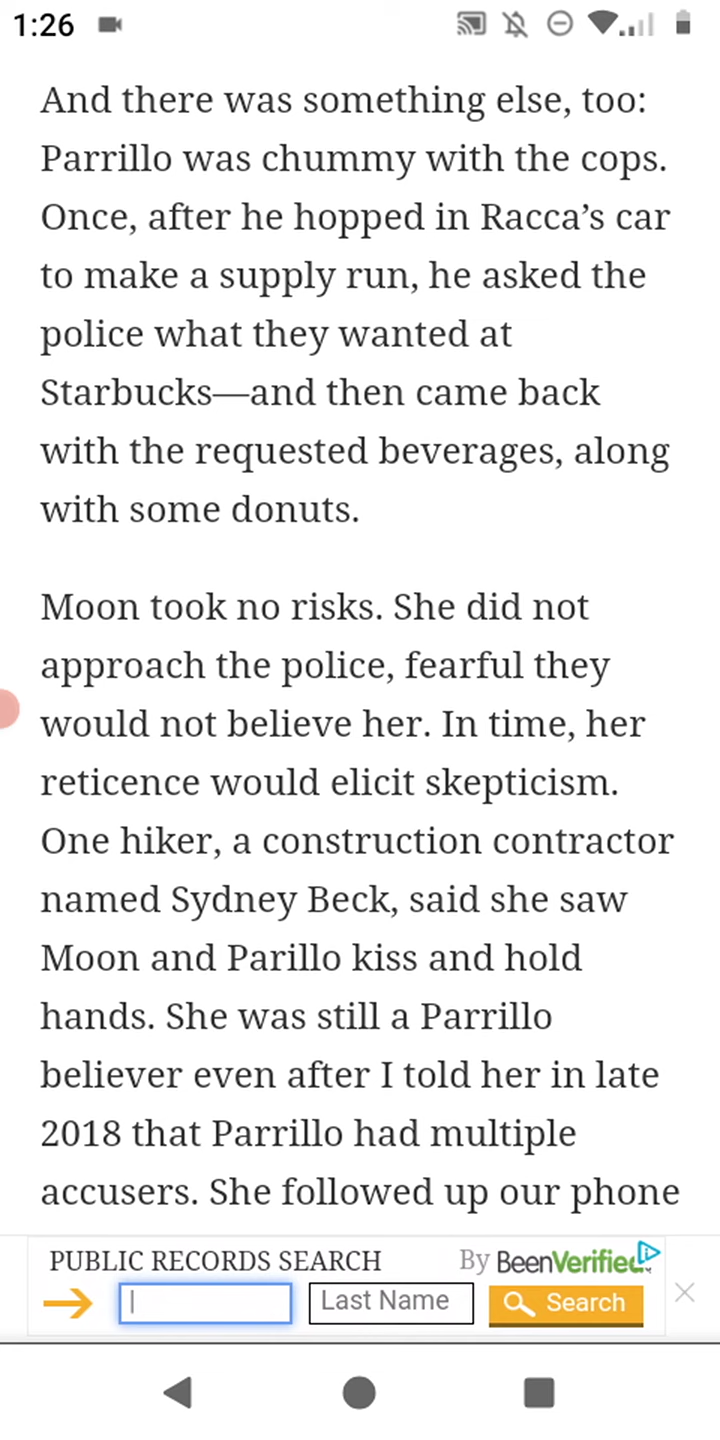 1:26
And there was something else, too:
Parrillo was chummy with the cops.
Once, after he hopped in Racca’s car
to make a supply run, he asked the
police what they wanted at
Starbucks—and then came back
with the requested beverages, along
with some donuts.
Moon took no risks. She did not
approach the police, fearful they
would not believe her. In time, her
reticence would elicit skepticism.
One hiker, a construction contractor
named Sydney Beck, said she saw
Moon and Parillo kiss and hold
hands. She was still a Parrillo
believer even after I told her in late
2018 that Parrillo had multiple
accusers. She followed up our phone
PUBLIC RECORDS SEARCH By BeenVerified
Last Name Search